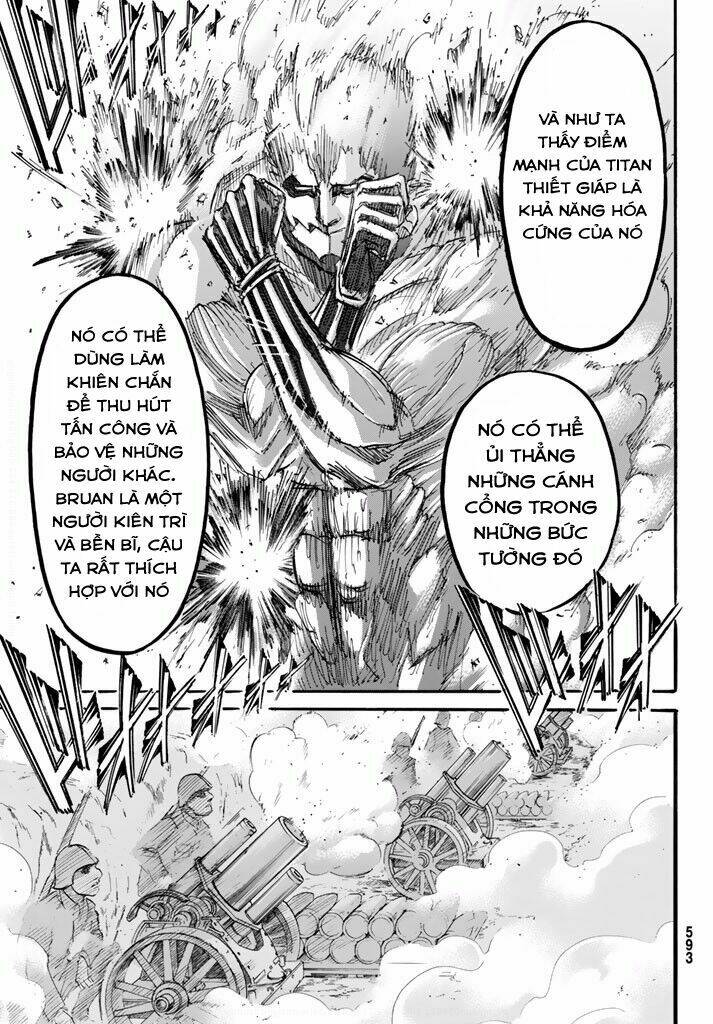 VÀ NHƯ TA
THẤY ĐIỂM
MẠNH CỦA TITAN
THIẾT GIÁP LÀ
KHẢ NĂNG HÓA
CỨNG CỦA NÓ
NÓ CÓ THỂ
ỦI THẲNG
NHỮNG CÁNH
CỔNG TRONG
NHỮNG BỨC
TƯỜNG ĐÓ
NÓ CÓ THỂ
DÙNG LÀM
KHIÊN CHẮN
ĐỂ THU HÚT
TẤN CÔNG VÀ
BẢO VỆ NHỮNG
NGƯỜI KHÁC.
BRUAN LÀ MỘT
NGƯỜI KIÊN TRÌ
VÀ BỀN BĨ, CẬU
TA RẤT THÍCH
HỢP VỚI NÓ
593